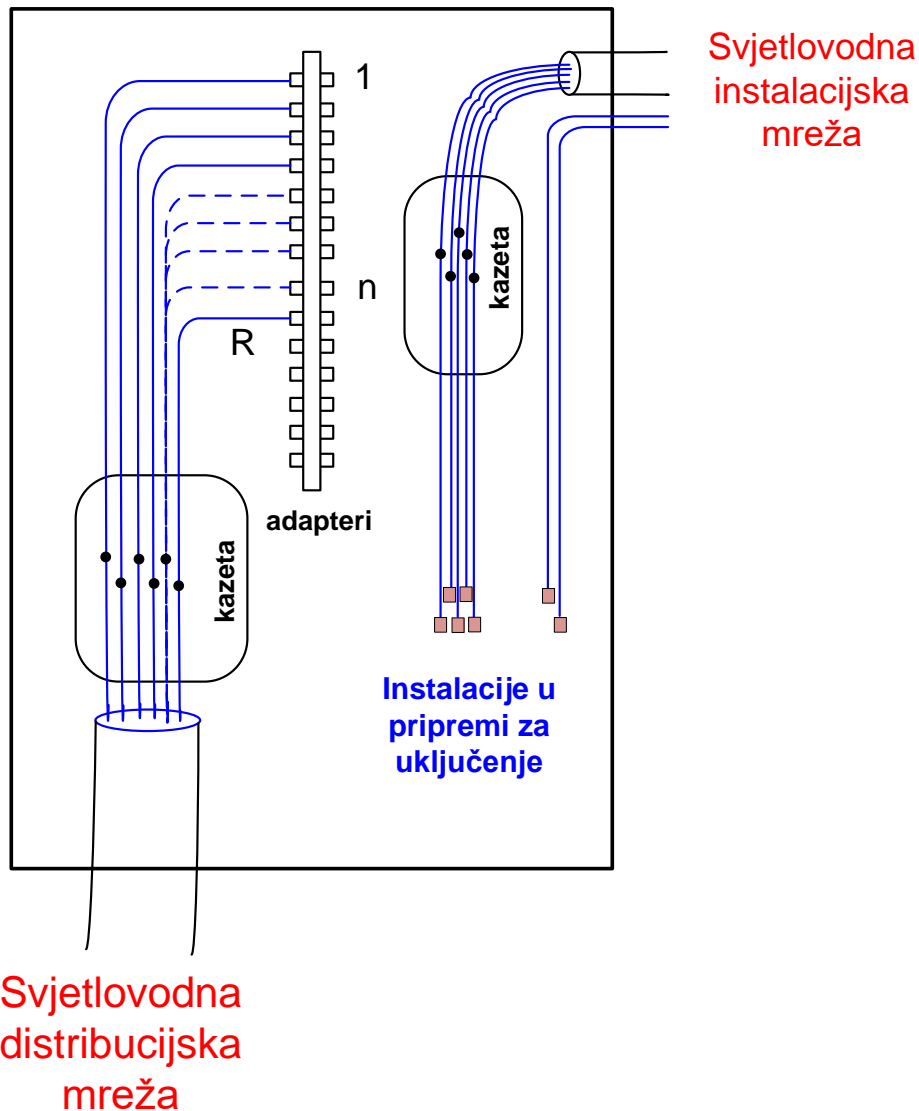 Svjetlovodna
instalacijska
mreža
1
n
R
kazeta
adapteri
kazeta
Instalacije u
pripremi za
uključenje
Svjetlovodna
distribucijska
mreža